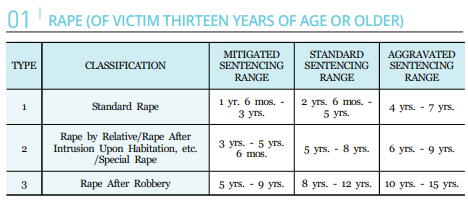 01 RAPE (OF VICTIM THIRTEEN YEARS OF AGE OR OLDER)
TYPE CLASSIFICATION MITIGATED SENTENCING RANGE STANDARD SENTENCING RANGE AGGRAVATED SENTENCING RANGE
1 Standard Rape 1 yr. 6 mos. - 3 yrs. 2 yrs. 6 mos. - 5 yrs. 4 yrs. - 7 yrs.
2 Rape by Relative/Rape After Intrusion Upon Habitation, etc. /Special Rape 3 yrs. - 5 yrs. 6 mos. 5 yrs. - 8 yrs. 6 yrs. - 9 yrs.
3 Rape After Robbery 5 yrs. - 9 yrs. 8 yrs. - 12 yrs. 10 yrs. - 15 yrs.